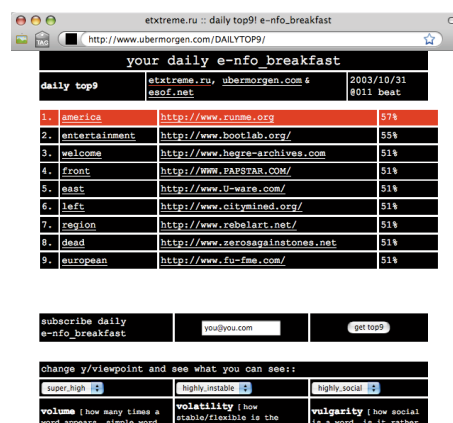 etxtreme.ru :: daily top9! e-nfo_breakfast
TAG http://www.ubermorgen.com/DAILYTOP9/
your daily e-nfo_breakfast
daily top9 etxtreme.ru, ubermorgen.com & esof.net 2003/10/31 @011 beat
1. america http://www.runme.org 57%
2. entertainment http://www.bootlab.org/ 55%
3. welcome http://www.hegre-archives.com 51%
4. front http://WWW.PAPSTAR.COM/ 51%
5. east http://www.U-ware.com/ 51%
6. left http://www.citymined.org/ 51%
7. region http://www.rebelart.net/ 51%
8. dead http://www.zerosagainstones.net 51%
9. european http://www.fu-fme.com/ 51%
subscribe daily e-nfo_breakfast you@you.com get top9
change y/viewpoint and see what you can see::
super_high highly_instable highly_social
volume [how many times a word appears, simple word
volatility [how stable/flexible is the
vulgarity [how social is a word, is it rather